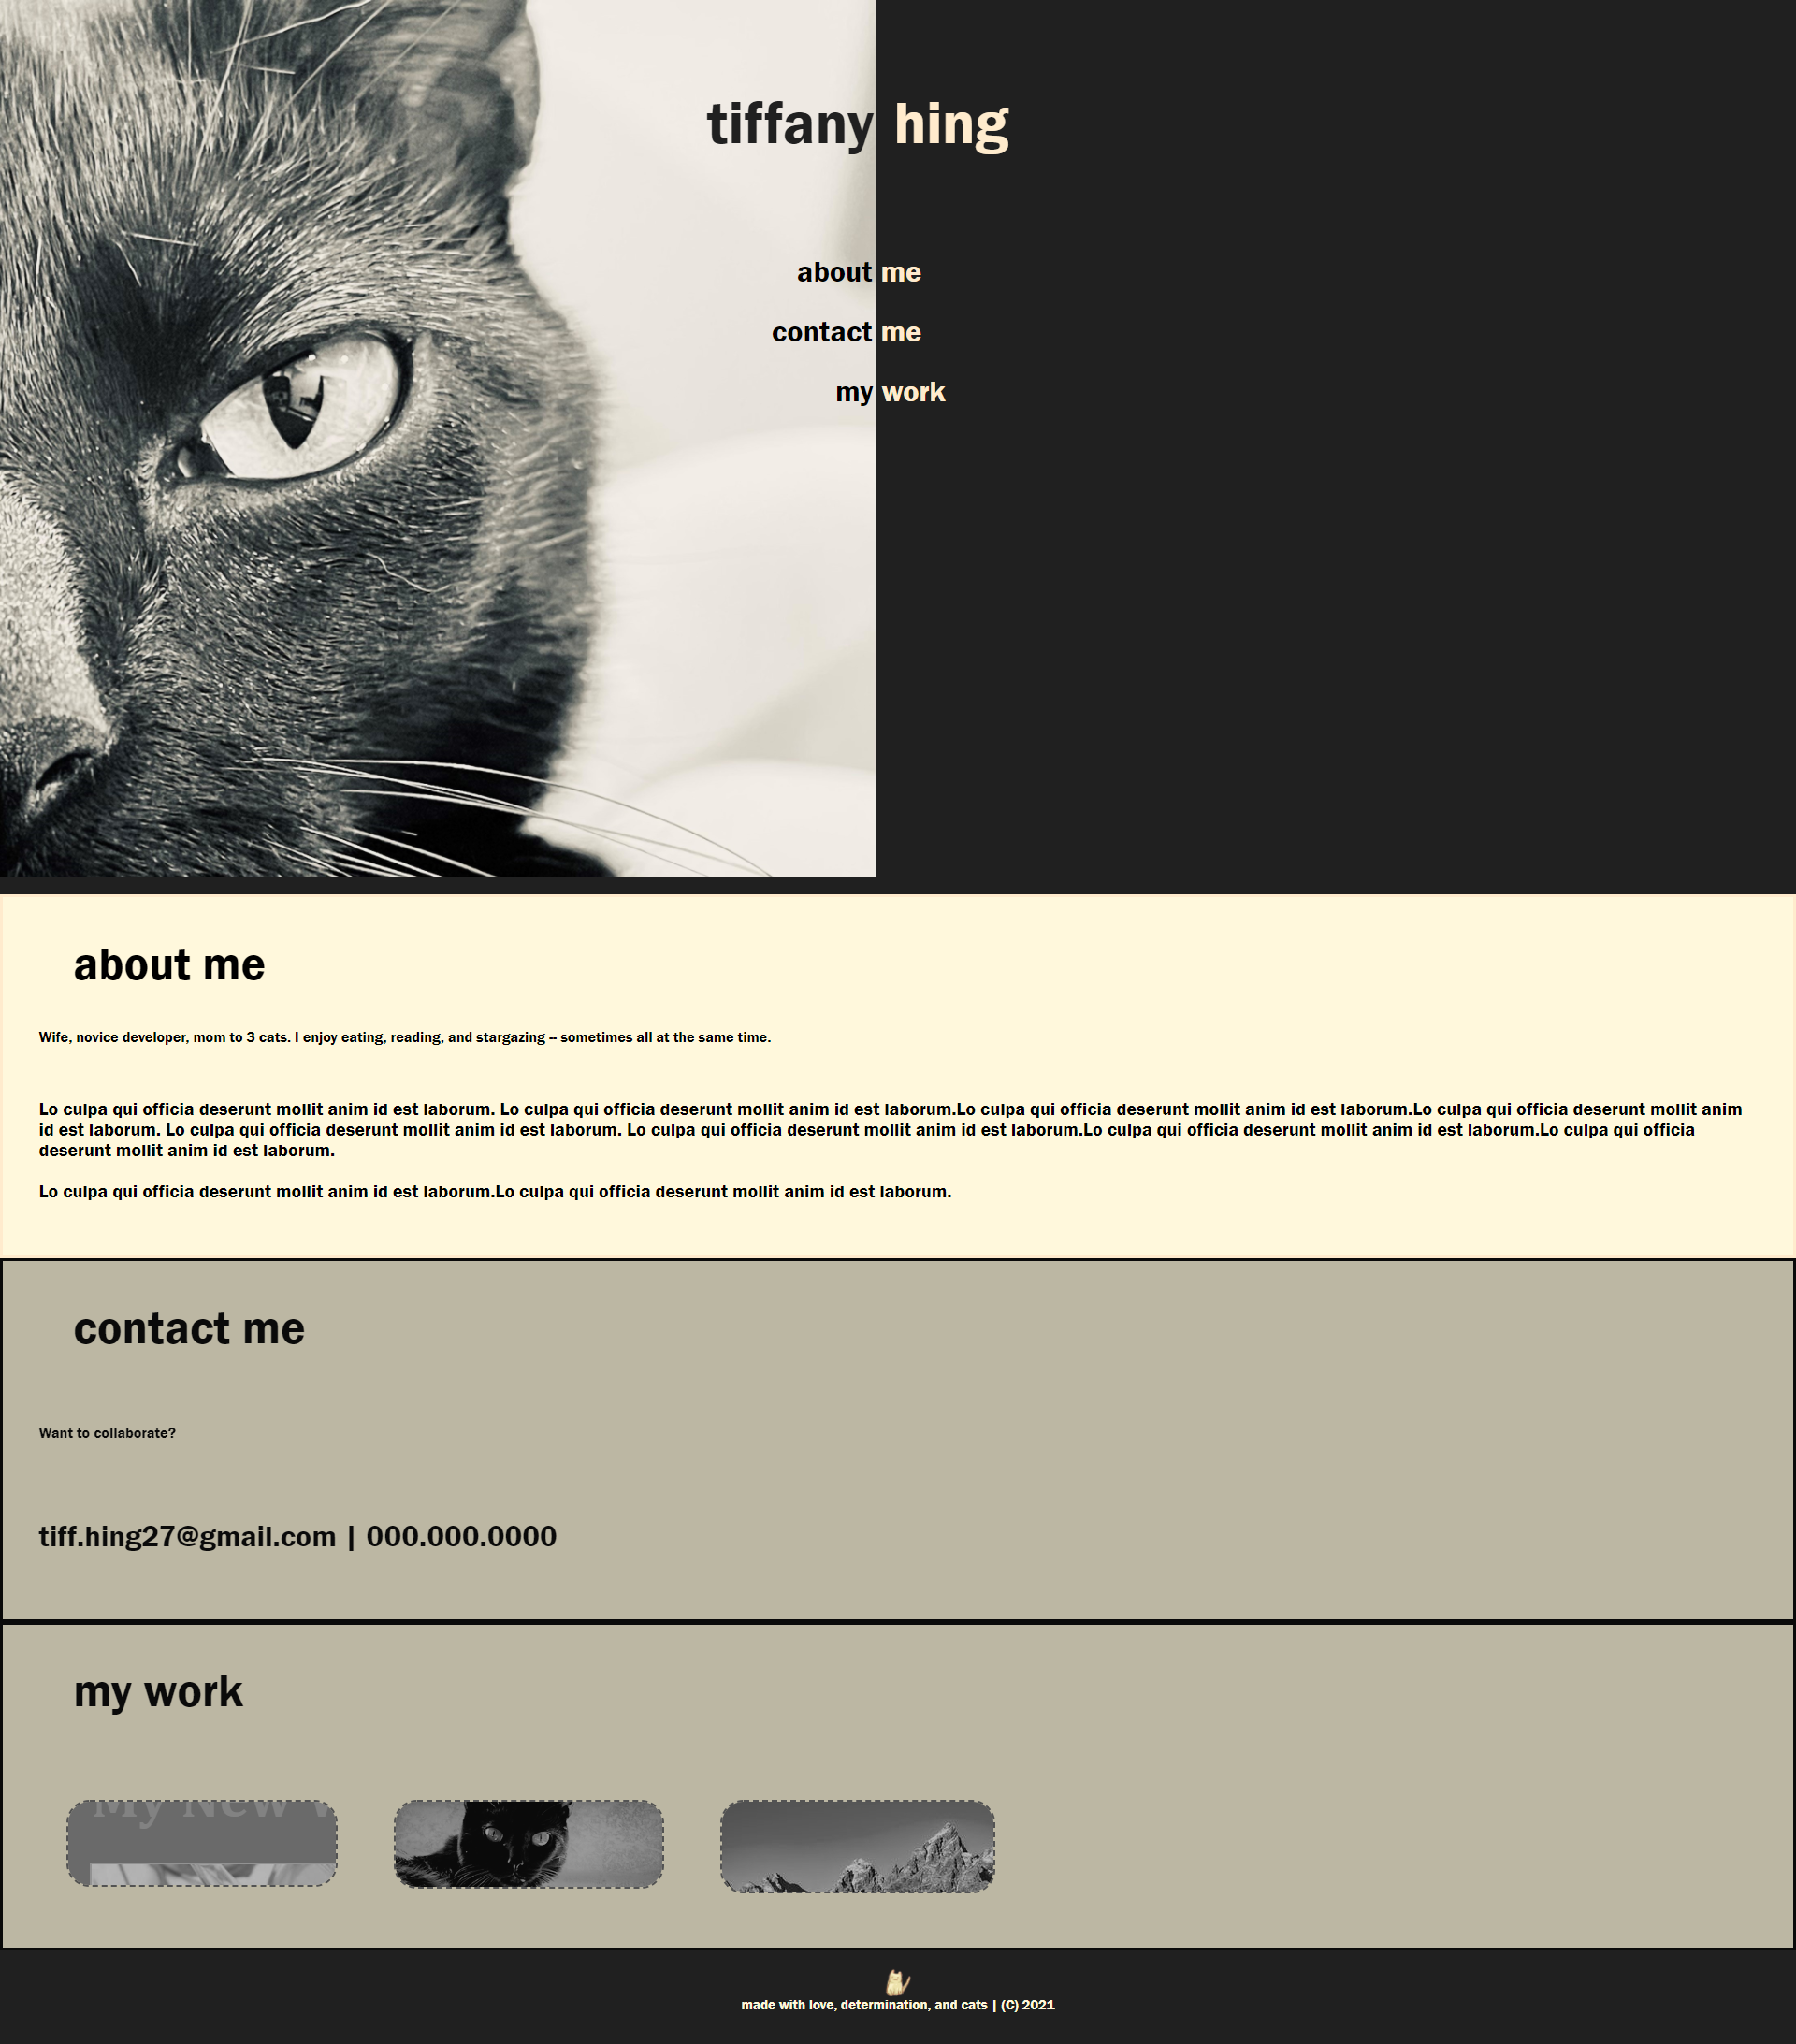 tiffany hing
about me
contact me
my work
about me
Wife, novice developer, mom to 3 cats. I enjoy eating, reading, and stargazing -- sometimes all at the same time.
Lo culpa qui officia deserunt mollit anim id est laborum. Lo culpa qui officia deserunt mollit anim id est laborum.Lo culpa qui officia deserunt mollit anim id est laborum.Lo culpa qui officia deserunt mollit anim
id est laborum. Lo culpa qui officia deserunt mollit anim id est laborum. Lo culpa qui officia deserunt mollit anim id est laborum.Lo culpa qui officia deserunt mollit anim id est laborum.Lo culpa qui officia
deserunt mollit anim id est laborum.
Lo culpa qui officia deserunt mollit anim id est laborum.Lo culpa qui officia deserunt mollit anim id est laborum.
contact me
Want to collaborate?
tiff.hing27@gmail.com | 000.000.0000
my work
My New
made with love, determination, and cats | (C) 2021